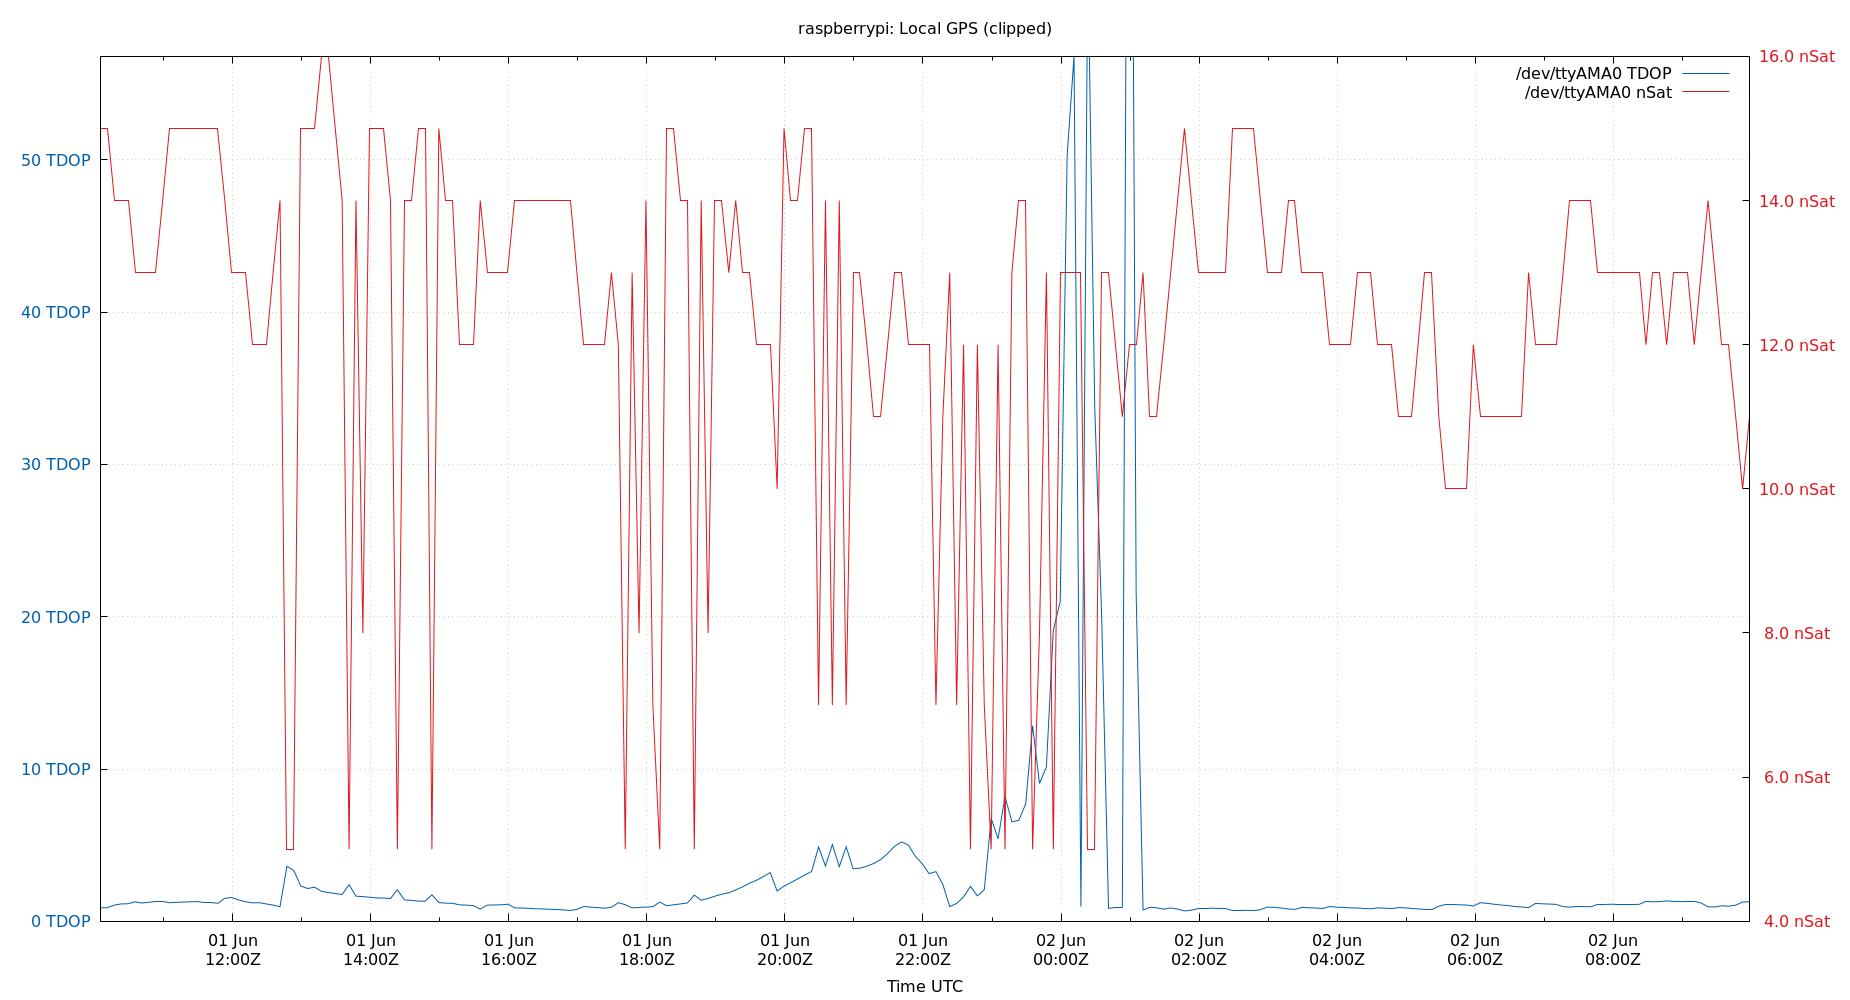 raspberrypi: Local GPS (clipped)
/dev/ttyAMA0 TDOP
/dev/ttyAMA0 nSat
50 TDOP
40 TDOP
30 TDOP
20 TDOP
10 TDOP
0 TDOP
16.0 nSat
14.0 nSat
12.0 nSat
10.0 nSat
8.0 nSat
6.0 nSat
4.0 nSat
01 Jun
12:00Z
01 Jun
14:00Z
01 Jun
16:00Z
01 Jun
18:00Z
01 Jun
20:00Z
01 Jun
22:00Z
02 Jun
00:00Z
02 Jun
02:00Z
02 Jun
04:00Z
02 Jun
06:00Z
02 Jun
08:00Z
Time UTC